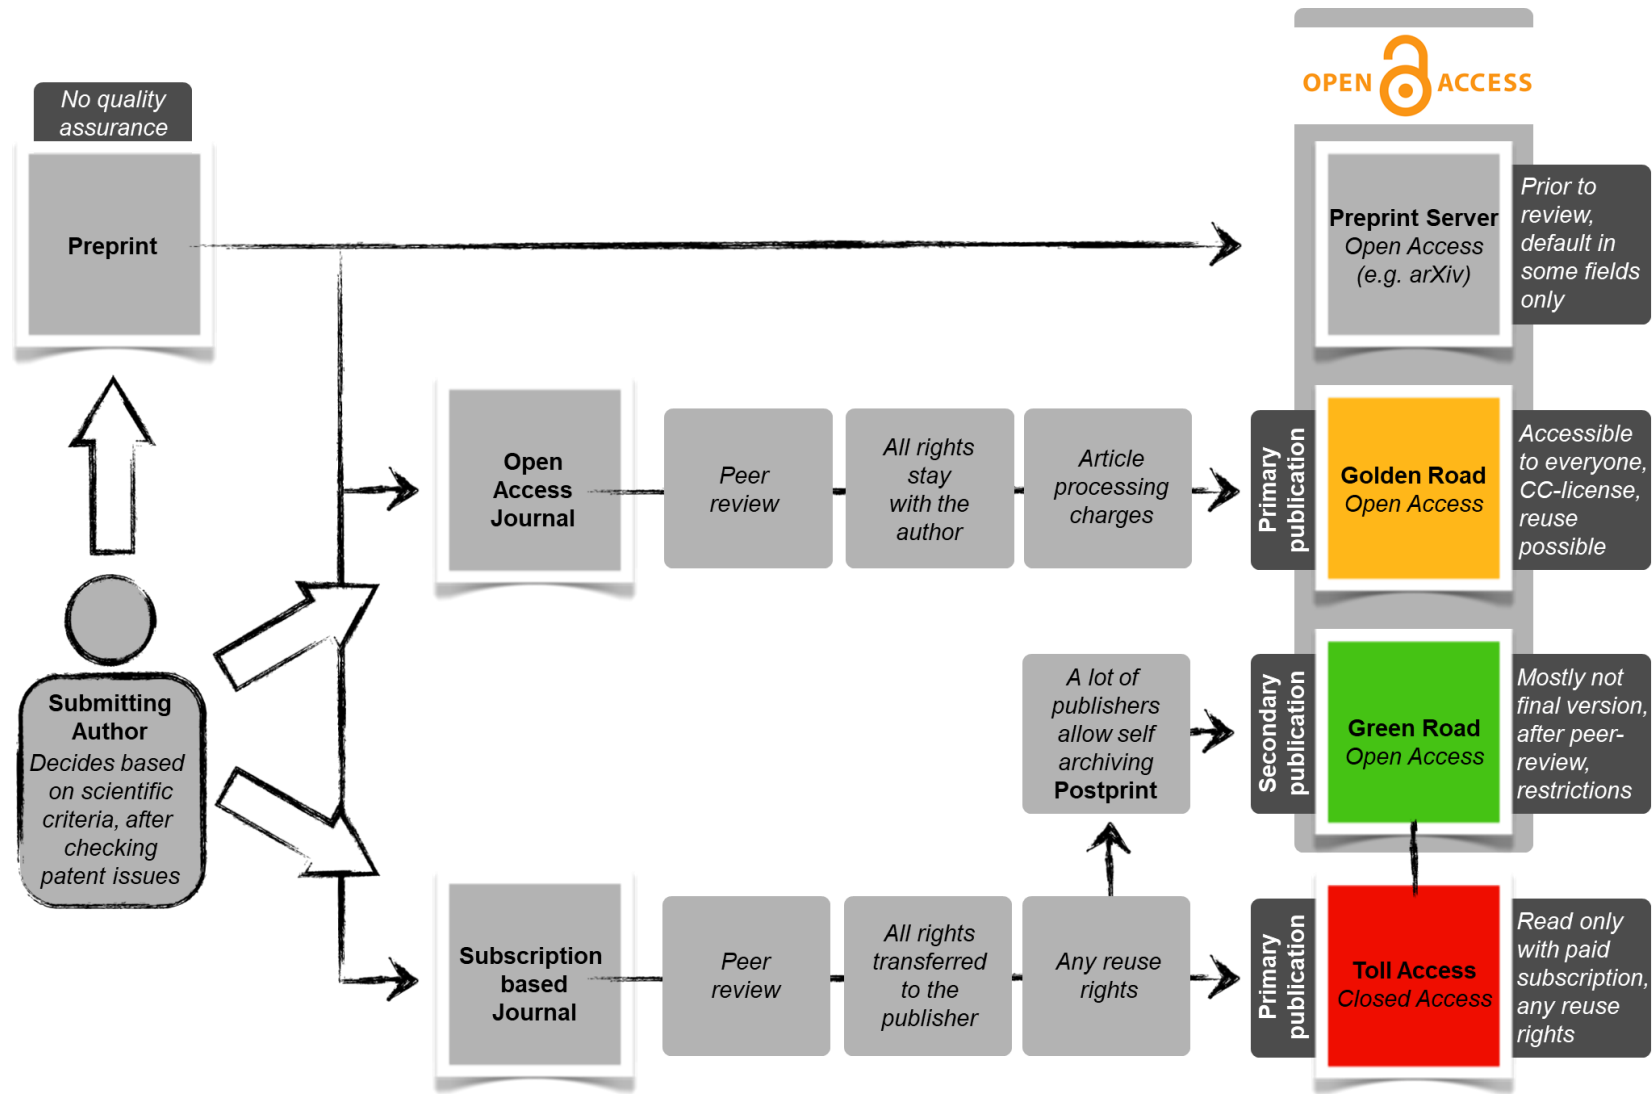 OPEN ACCESS
No quality
assurance
Preprint
Preprint Server
Open Access
(e.g. arXiv)
Prior to
review,
default in
some fields
only
Open
Access
Journal
Peer
review
All rights
stay
with the
author
Article
processing
charges
Primary
publication
Golden Road
Open Access
Accessible
to everyone,
CC-license,
reuse
possible
Submitting
Author
Decides based
on scientific
criteria, after
checking
patent issues
A lot of
publishers
allow self
archiving
Postprint
Secondary
publication
Green Road
Open Access
Mostly not
final version,
after peer-
review,
restrictions
Subscription
based
Journal
Peer
review
All rights
transferred
to the
publisher
Any reuse
rights
Primary
publication
Toll Access
Closed Access
Read only
with paid
subscription,
any reuse
rights